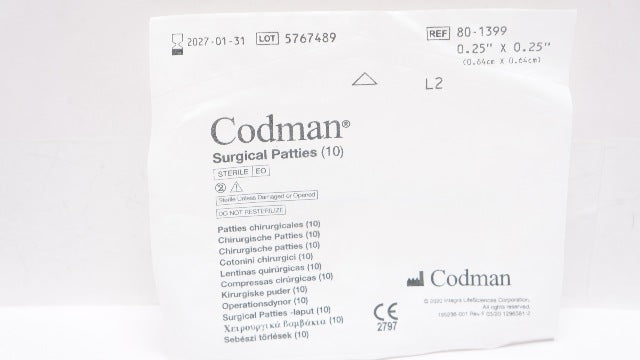 2027-01-31 LOT 5767489
REF 80-1399
0.25" X 0.25"
(0.64cm X 0.64cm)
L2
Codman®
Surgical Patties (10)
STERILE EO
Sterile Unless Damaged or Opened
DO NOT RESTERILIZE
Patties chirurgicales (10)
Chirurgische Patties (10)
Chirurgische patties (10)
Cotonini chirurgici (10)
Lentinas quirúrgicas (10)
Compressas cirúrgicas (10)
Kirurgiske puder (10)
Operationsdynor (10)
Surgical Patties -laput (10)
Χειρουργικά βαμβάκια (10)
Sebészi törlések (10)
CE
2797
Codman
© 2020 Integra LifeSciences Corporation.
All rights reserved.